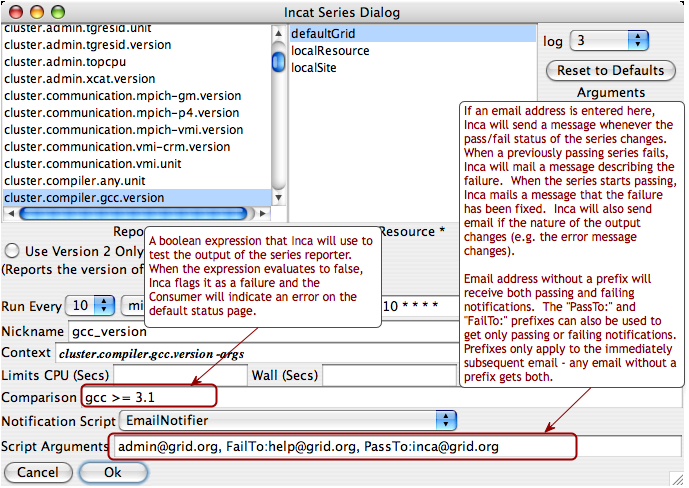 Incat Series Dialog
cluster.admin.tgresid.unit
cluster.admin.tgresid.version
cluster.admin.topcpu
cluster.admin.xcat.version
cluster.communication.mpich-gm.version
cluster.communication.mpich-p4.version
cluster.communication.mpich-vmi.version
cluster.communication.vmi-crm.version
cluster.communication.vmi.unit
cluster.compiler.any.unit
cluster.compiler.gcc.version
defaultGrid
localResource
localSite
log 3
Reset to Defaults
Arguments
If an email address is entered here,
Inca will send a message whenever the
pass/fail status of the series changes.
When a previously passing series fails,
Inca will mail a message describing the
failure. When the series starts passing,
Inca mails a message that the failure
has been fixed. Inca will also send
email if the nature of the output
changes (e.g. the error message
changes).
Email address without a prefix will
receive both passing and failing
notifications. The "PassTo:" and
"FailTo:" prefixes can also be used to
get only passing or failing notifications.
Prefixes only apply to the immediately
subsequent email - any email without a
prefix gets both.
Resource *
A boolean expression that Inca will use to
test the output of the series reporter.
When the expression evaluates to false,
Inca flags it as a failure and the
Consumer will indicate an error on the
default status page.
Use Version 2 Only
(Reports the version of
Run Every 10 10 * * * *
Nickname gcc_version
Context cluster.compiler.gcc.version -args
Limits CPU (Secs) Wall (Secs)
Comparison gcc >= 3.1
Notification Script EmailNotifier
Script Arguments admin@grid.org, FailTo:help@grid.org, PassTo:inca@grid.org
Cancel Ok